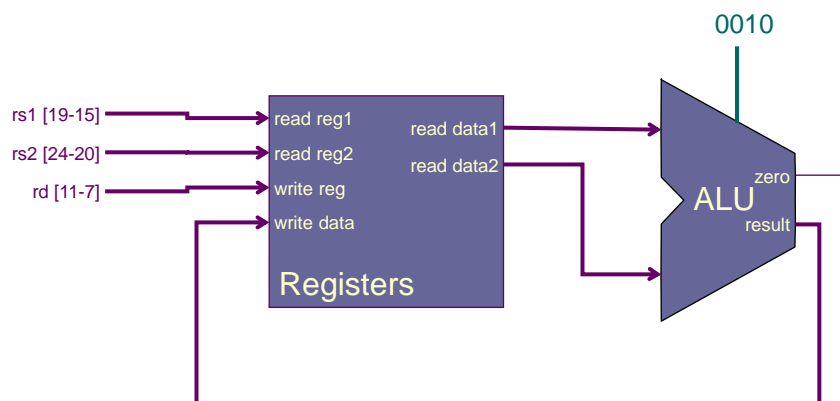 0010
rs1 [19-15]
rs2 [24-20]
rd [11-7]
read reg1
read reg2
write reg
write data
read data1
read data2
Registers
zero
ALU
result